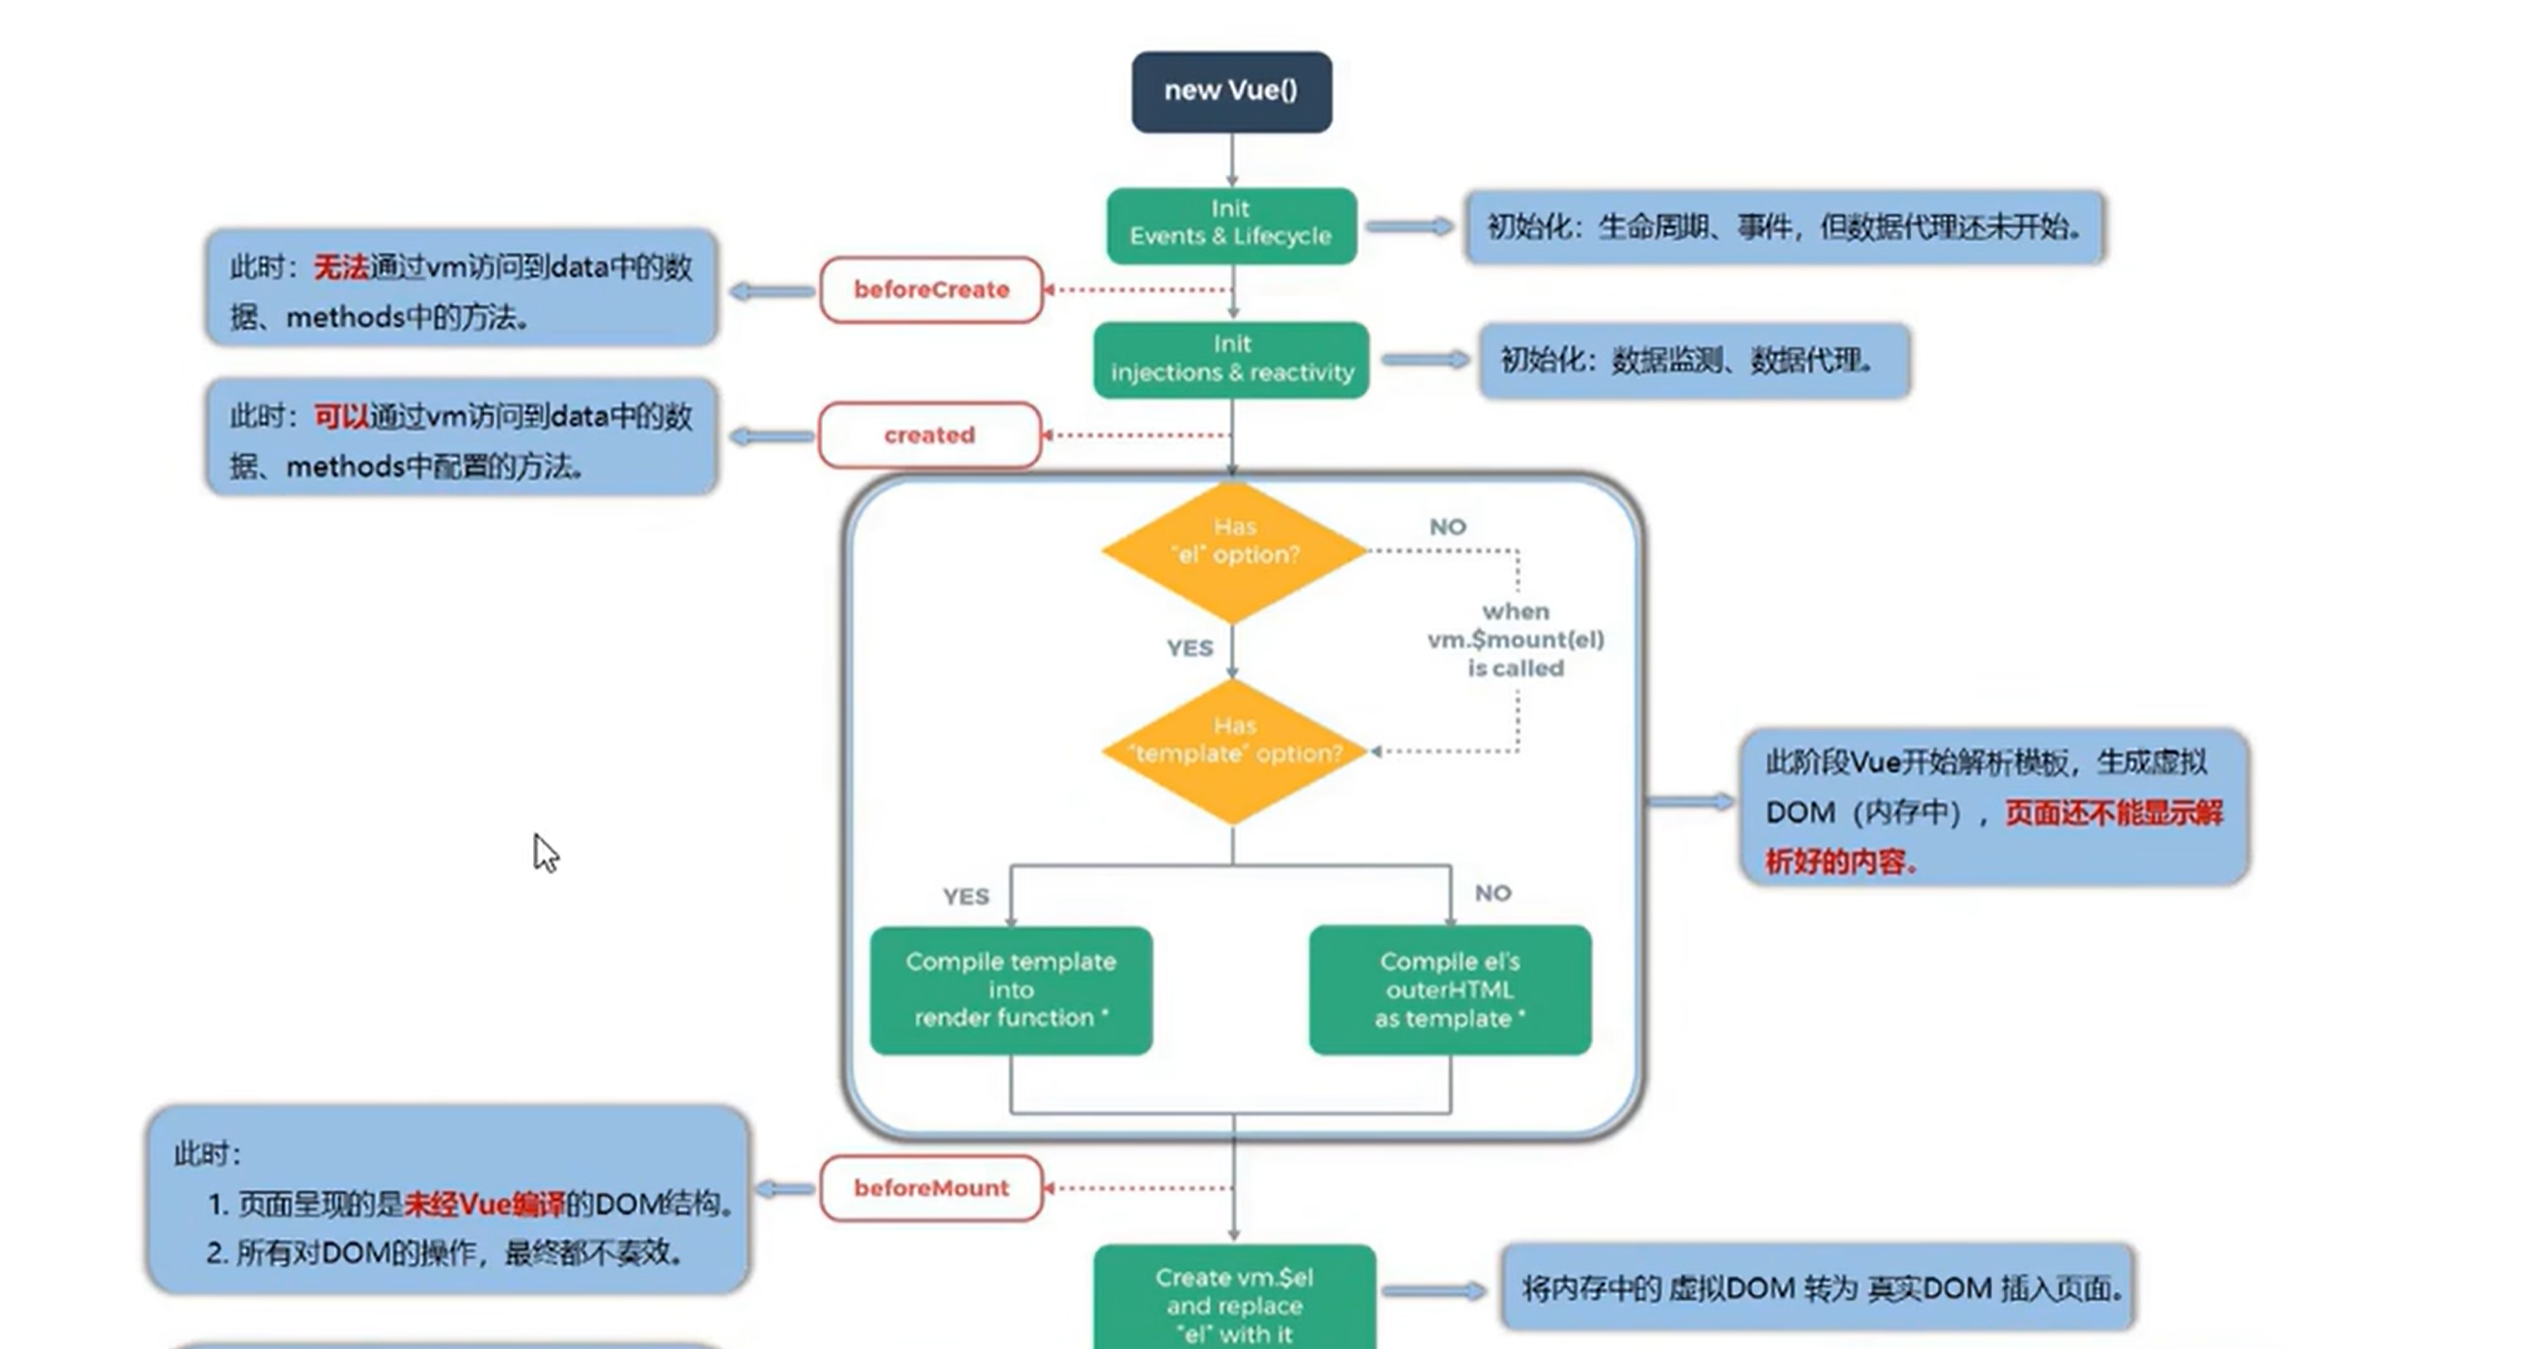 new Vue()
Init
Events & Lifecycle
初始化：生命周期、事件，但数据代理还未开始。
此时：无法通过vm访问到data中的数
据、methods中的方法。
beforeCreate
Init
injections & reactivity
初始化：数据监测、数据代理。
此时：可以通过vm访问到data中的数
据、methods中配置的方法。
created
Has
"el" option?
NO
when
vm.$mount(el)
is called
YES
Has
"template" option?
此阶段Vue开始解析模板，生成虚拟
DOM（内存中），页面还不能显示解
析好的内容。
YES
NO
Compile template
into
render function *
Compile el's
outerHTML
as template *
此时：
1. 页面呈现的是未经Vue编译的DOM结构。
2. 所有对DOM的操作，最终都不奏效。
beforeMount
Create vm.$el
and replace
"el" with it
将内存中的 虚拟DOM 转为 真实DOM 插入页面。